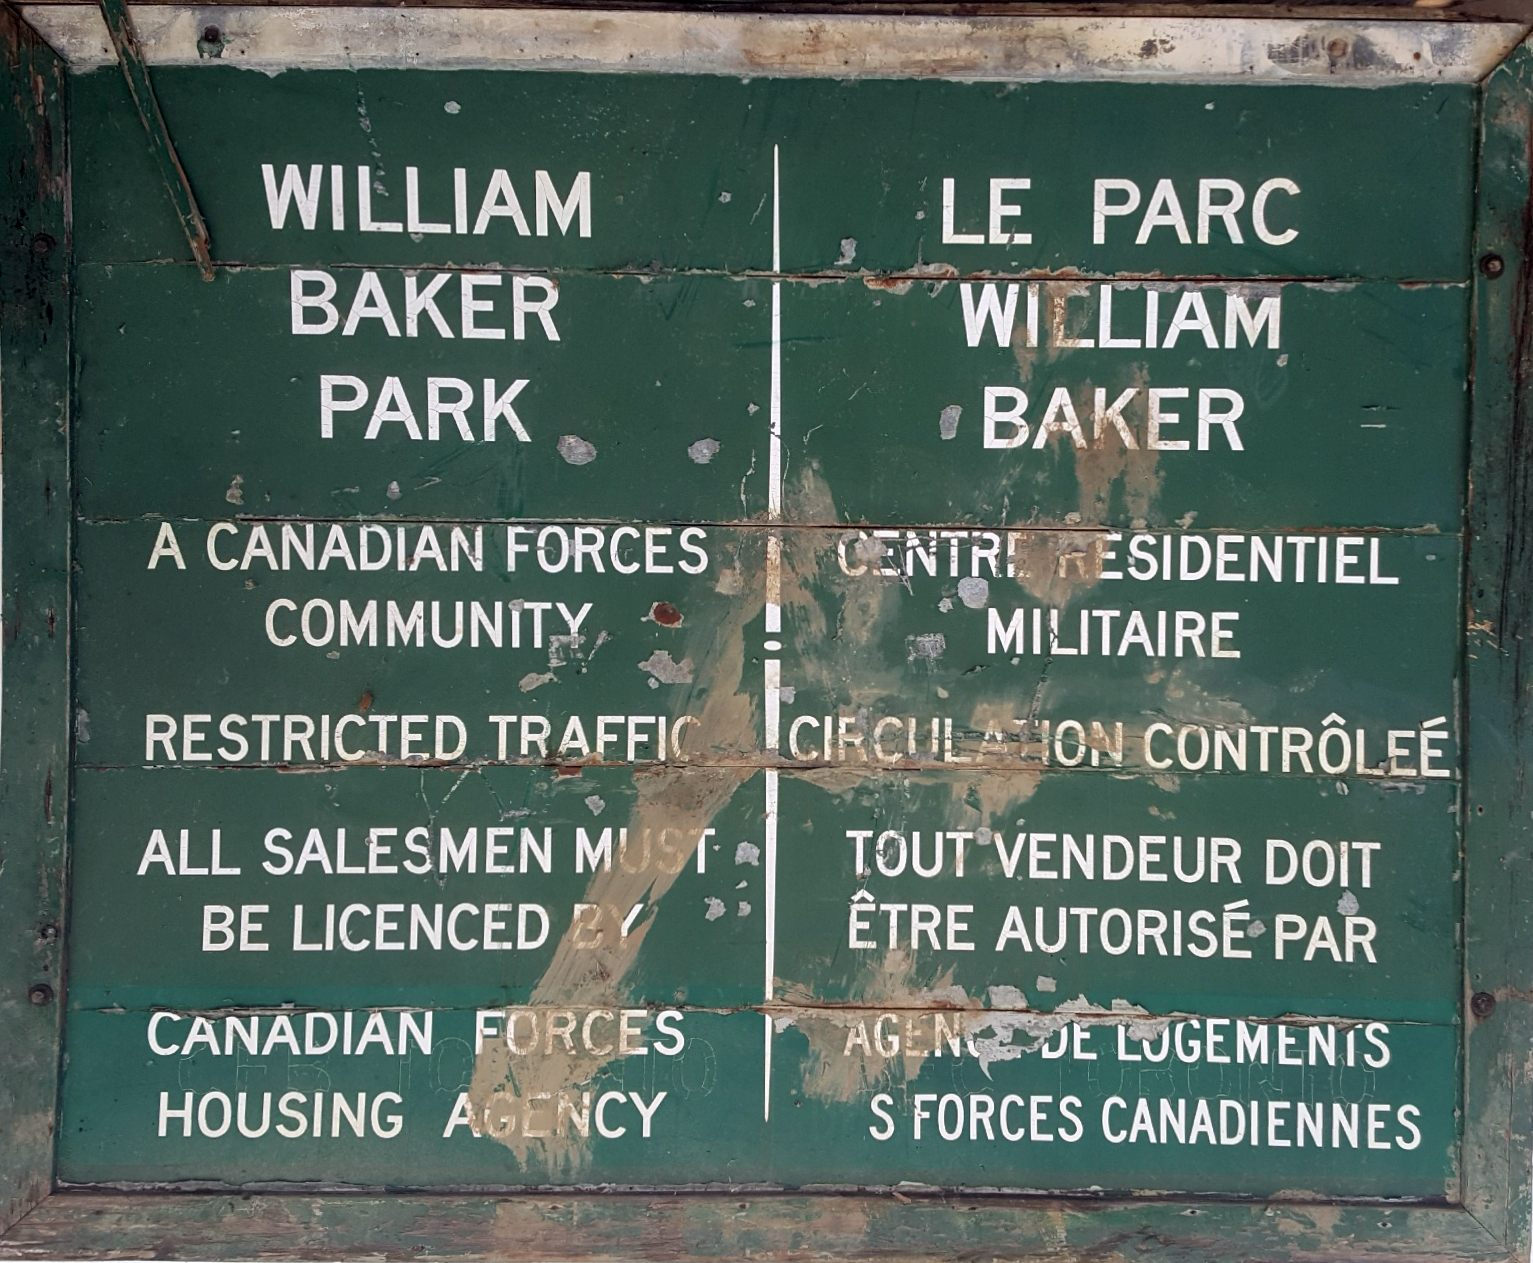 WILLIAM
BAKER
PARK
A CANADIAN FORCES
COMMUNITY
RESTRICTED TRAFFIC
ALL SALESMEN MUST
BE LICENCED BY
CANADIAN FORCES
HOUSING AGENCY
LE PARC
WILLIAM
BAKER
CENTRE RESIDENTIEL
MILITAIRE
CIRCULATION CONTRÔLEÉ
TOUT VENDEUR DOIT
ÊTRE AUTORISÉ PAR
AGENCE DE LOGEMENTS
S FORCES CANADIENNES